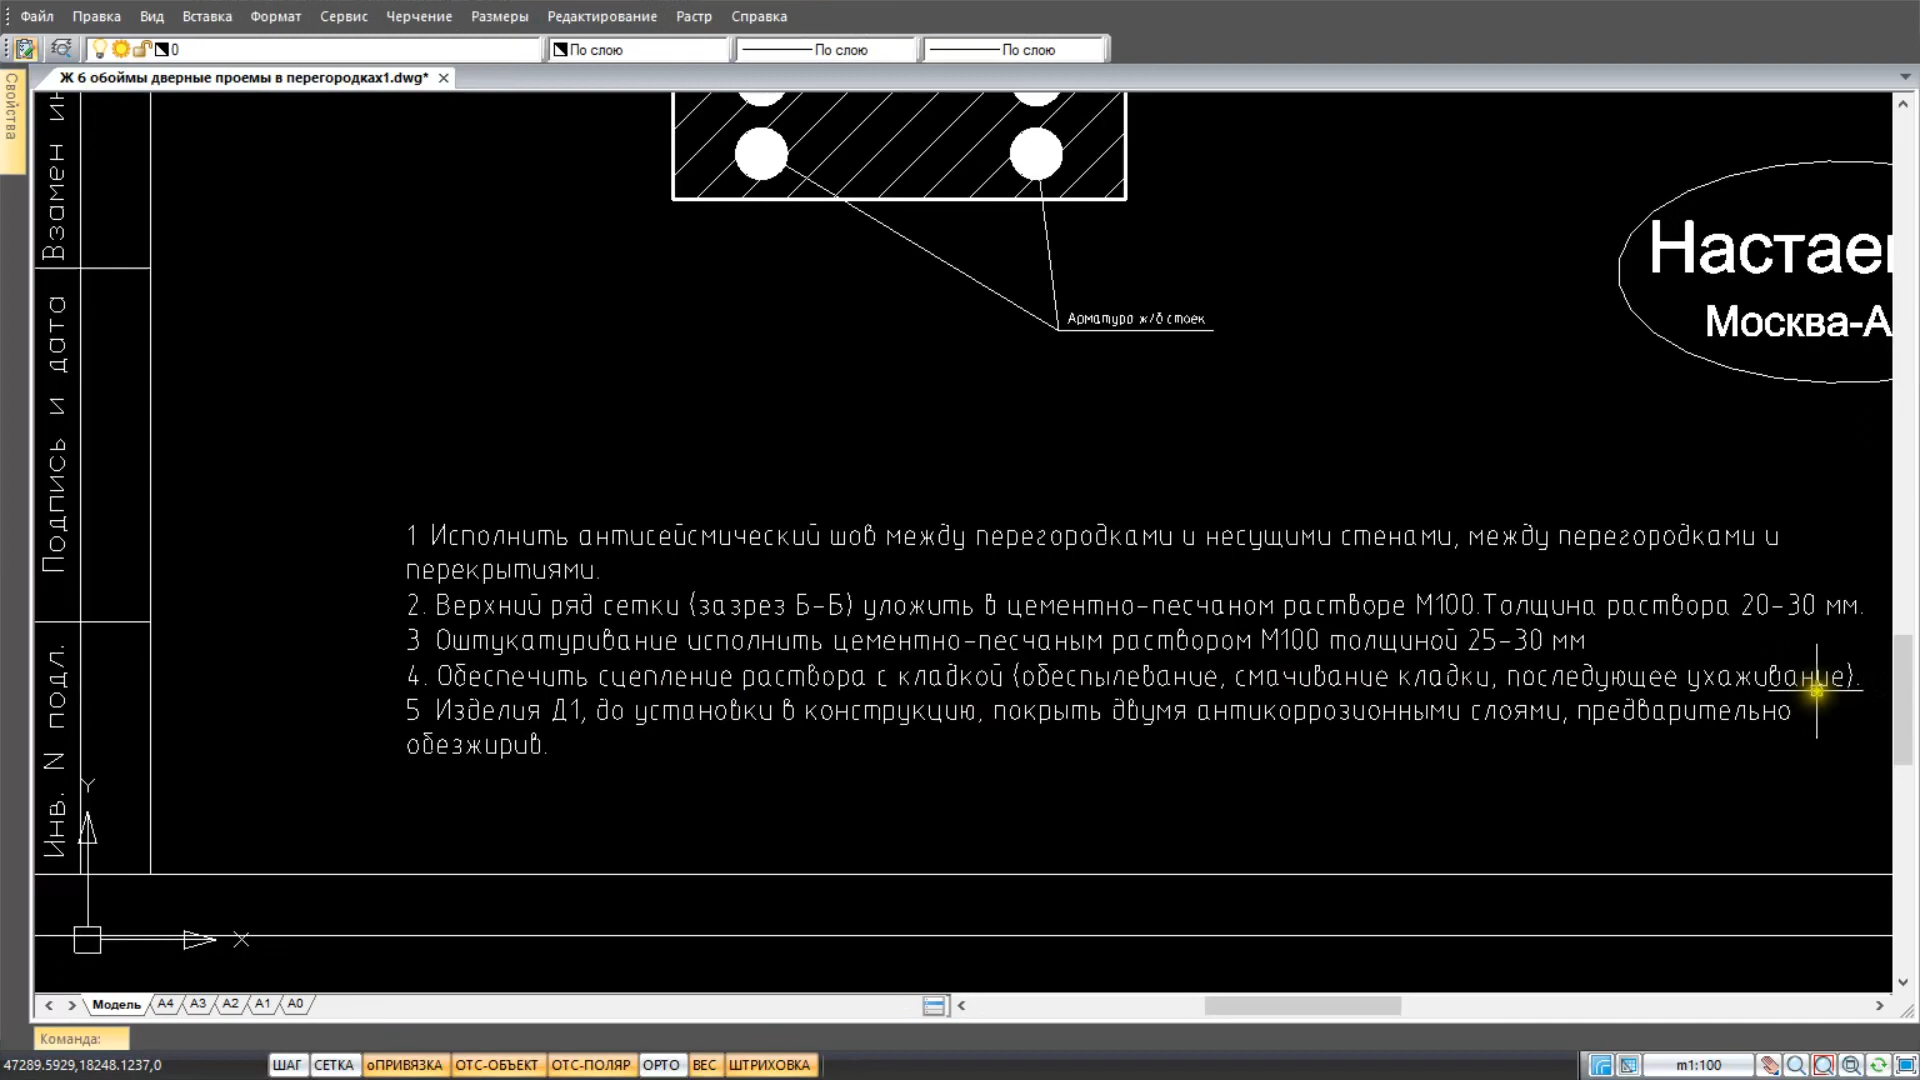 Файл Правка Вид Вставка Формат Сервис Черчение Размеры Редактирование Растр Справка
0 По слою По слою По слою
Свойства
Ж 6 обоймы дверные проемы в перегородках1.dwg*
Взамен
Подпись и дата
Инв. N подл.
Арматура ж/б стоек
Москва-А
1 Исполнить антисейсмический шов между перегородками и несущими стенами, между перегородками и
перекрытиями.
2. Верхний ряд сетки (зазрез Б-Б) уложить в цементно-песчаном растворе М100.Толщина раствора 20-30 мм.
3 Оштукатуривание исполнить цементно-песчаным раствором М100 толщиной 25-30 мм
4. Обеспечить сцепление раствора с кладкой (обеспылевание, смачивание кладки, последующее ухаживание).
5 Изделия Д1, до установки в конструкцию, покрыть двумя антикоррозионными слоями, предварительно
обезжирив.
Y
X
Модель А4 А3 А2 А1 А0
Команда:
47289.5929,18248.1237,0 ШАГ СЕТКА оПРИВЯЗКА ОТС-ОБЪЕКТ ОТС-ПОЛЯР ОРТО ВЕС ШТРИХОВКА m1:100